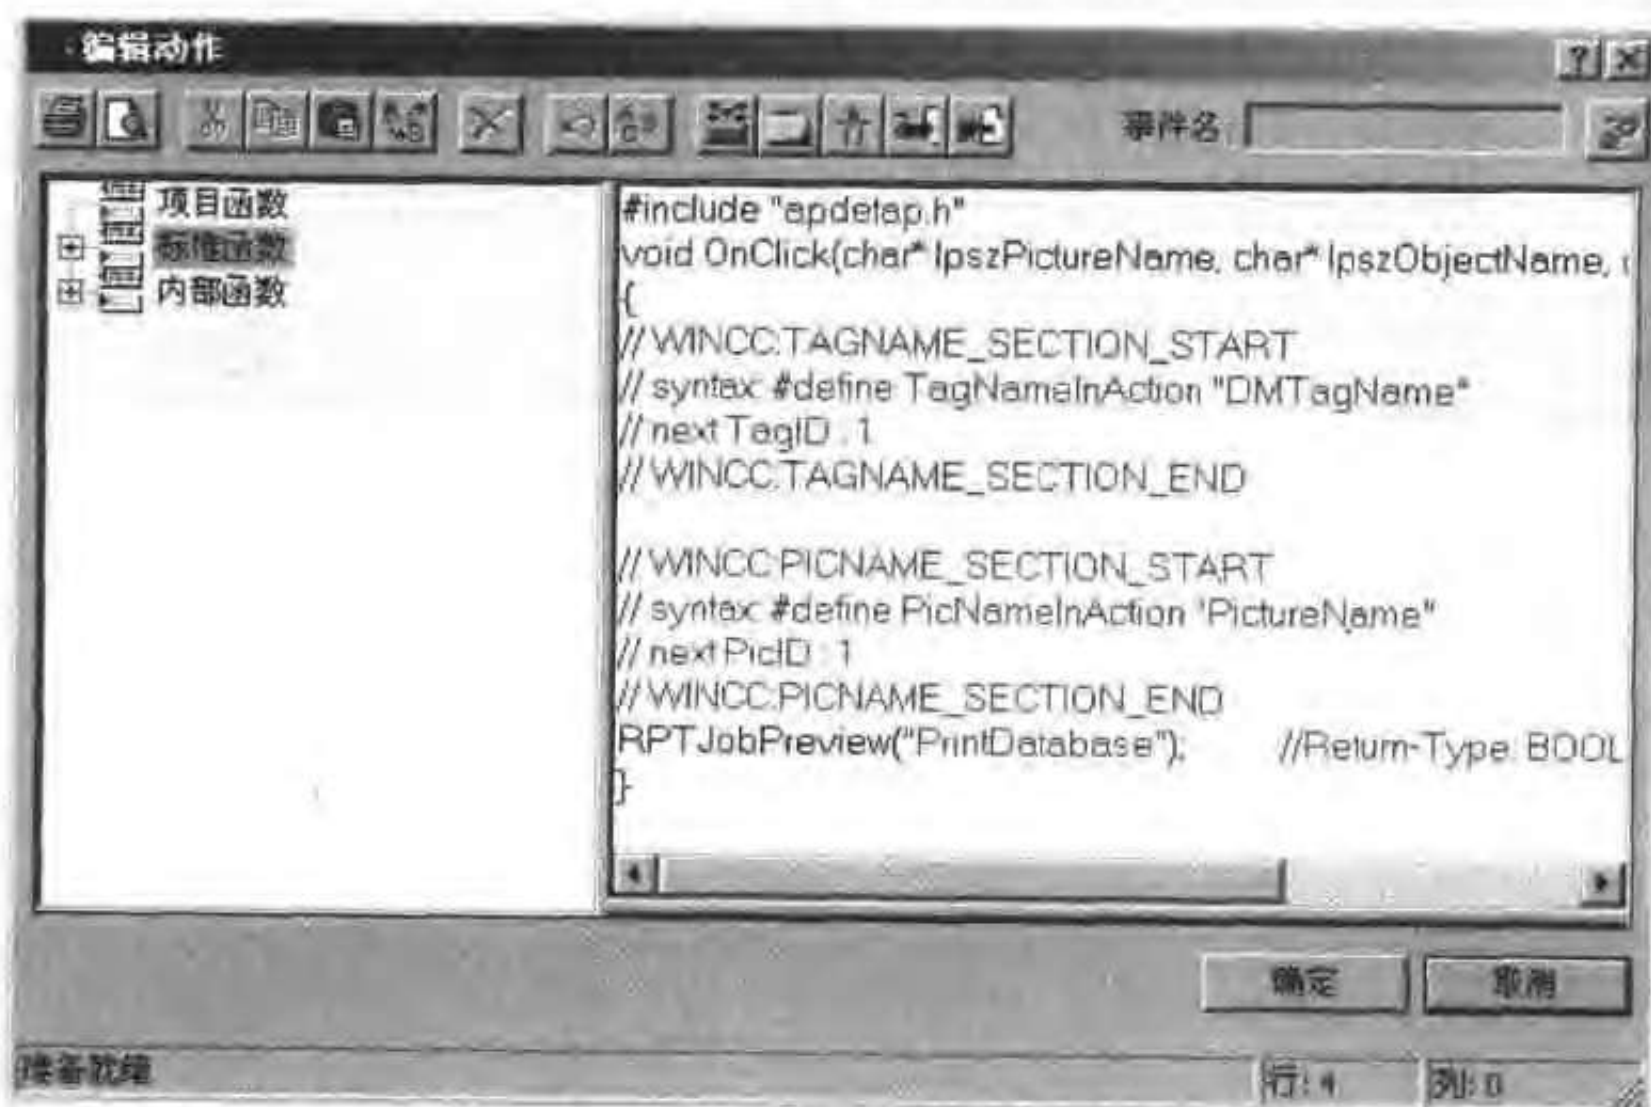 编辑动作
事件名:
项目函数
标准函数
内部函数
#include "apdefap.h"
void OnClick(char* lpszPictureName, char* lpszObjectName,
{
// WINCC:TAGNAME_SECTION_START
// syntax: #define TagNameInAction "DMTagName"
// next TagID : 1
// WINCC:TAGNAME_SECTION_END
// WINCC:PICNAME_SECTION_START
// syntax: #define PicNameInAction "PictureName"
// next PicID : 1
// WINCC:PICNAME_SECTION_END
RPTJobPreview("PrintDatabase"); //Return-Type: BOOL
}
确定
取消
准备就绪
行: 4
列: 0